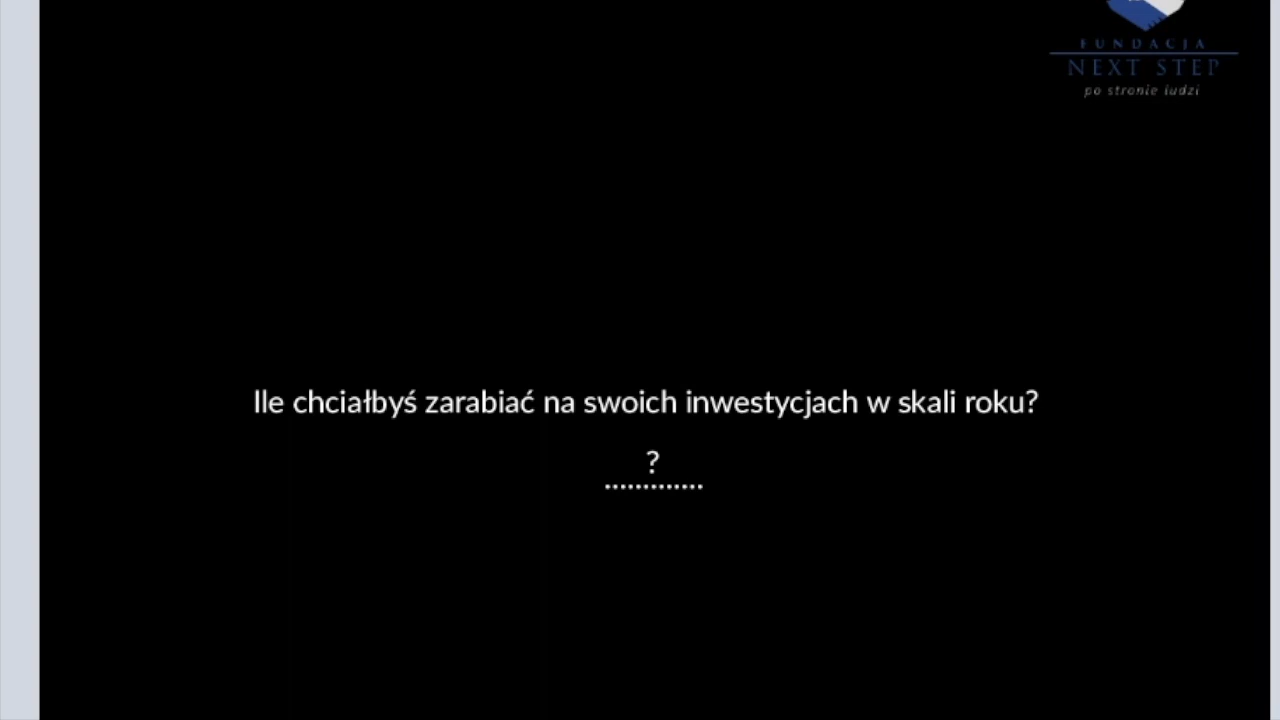 FUNDACJA
NEXT STEP
po stronie ludzi
Ile chciałbyś zarabiać na swoich inwestycjach w skali roku?
?
.............